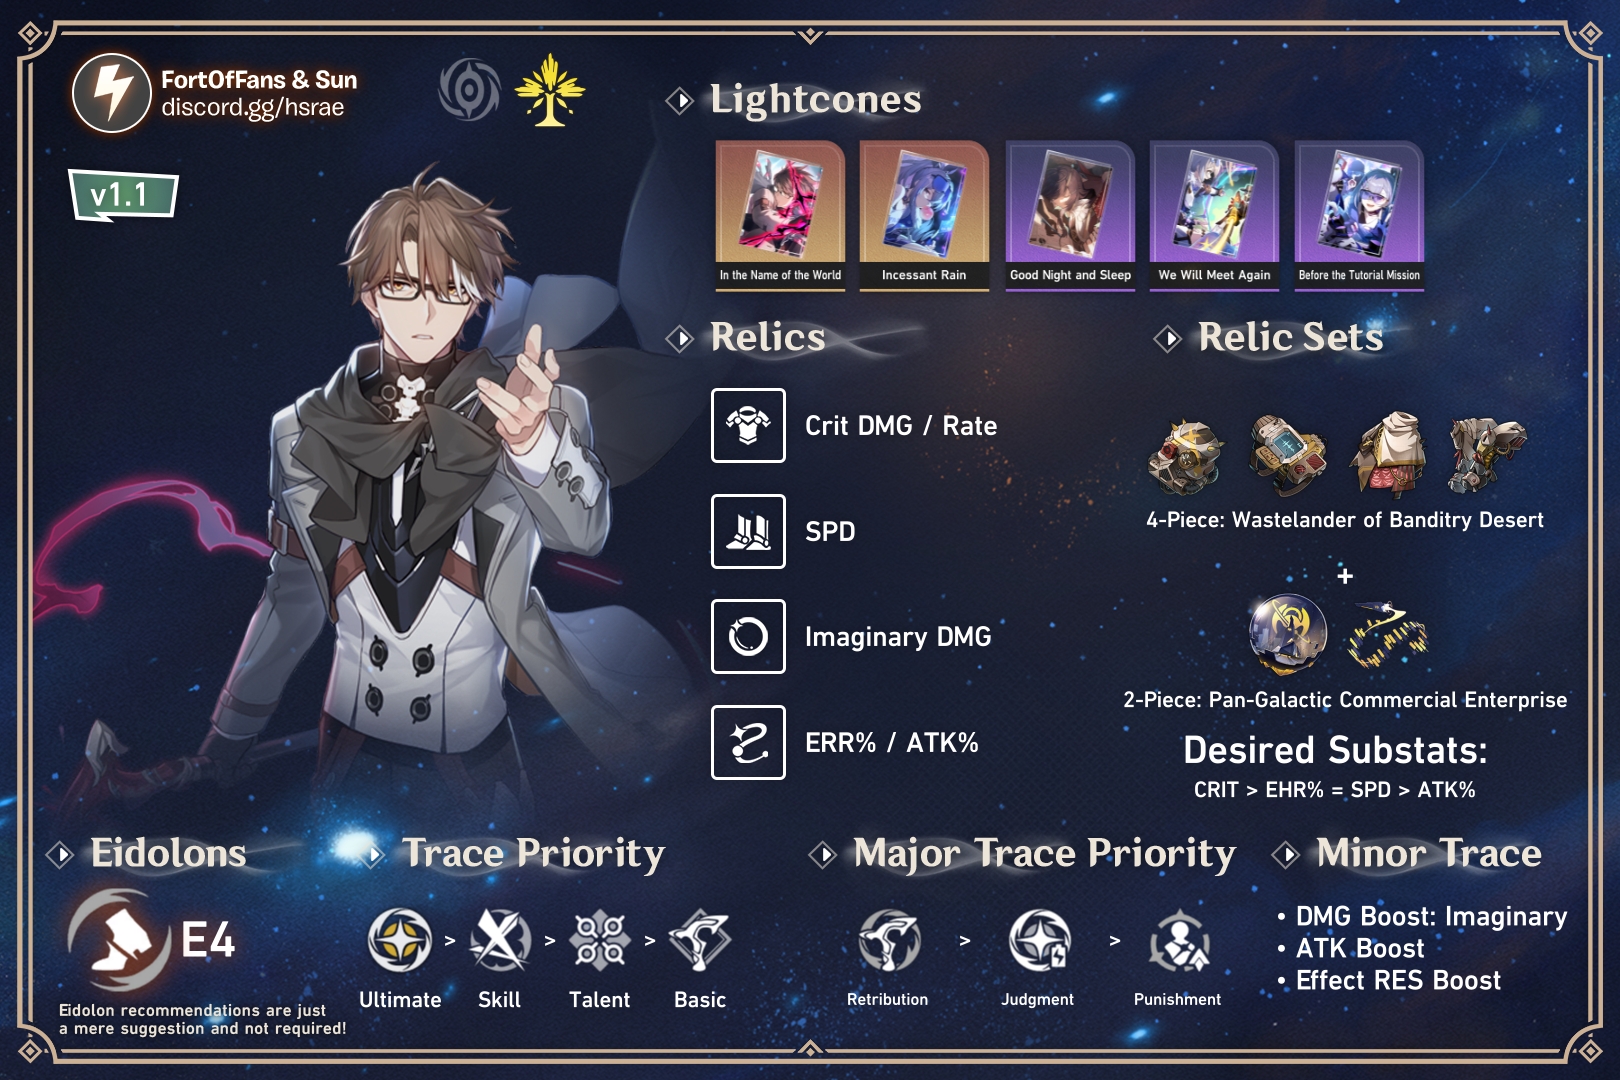 FortOfFans & Sun
discord.gg/hsrae
v1.1
Lightcones
In the Name of the World
Incessant Rain
Good Night and Sleep
We Will Meet Again
Before the Tutorial Mission
Relics
Crit DMG / Rate
SPD
Imaginary DMG
ERR% / ATK%
Relic Sets
4-Piece: Wastelander of Banditry Desert
+
2-Piece: Pan-Galactic Commercial Enterprise
Desired Substats:
CRIT > EHR% = SPD > ATK%
Eidolons
E4
Eidolon recommendations are just
a mere suggestion and not required!
Trace Priority
> > >
Ultimate Skill Talent Basic
Major Trace Priority
> >
Retribution Judgment Punishment
Minor Trace
• DMG Boost: Imaginary
• ATK Boost
• Effect RES Boost